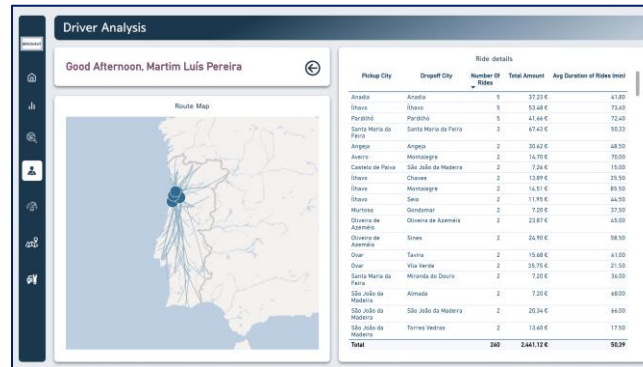 Driver Analysis
Good Afternoon, Martim Luís Pereira
Route Map
Ride details
Pickup City Dropoff City Number Of Rides Total Amount Avg Duration of Rides (min)
Anadia Anadia 5 37,23 € 41,80
Ílhavo Ílhavo 5 53,48 € 73,40
Pardilhó Pardilhó 5 41,66 € 72,40
Santa Maria da Feira Santa Maria da Feira 3 67,43 € 50,33
Angeja Angeja 2 30,62 € 48,50
Aveiro Montalegre 2 14,70 € 70,00
Castelo de Paiva São João da Madeira 2 7,26 € 15,00
Ílhavo Chaves 2 13,89 € 35,50
Ílhavo Montalegre 2 14,51 € 85,50
Ílhavo Seia 2 11,95 € 44,50
Murtosa Gondomar 2 7,20 € 37,50
Oliveira de Azeméis Oliveira de Azeméis 2 23,87 € 45,00
Oliveira de Azeméis Sines 2 24,90 € 58,50
Ovar Tavira 2 15,68 € 41,00
Ovar Vila Verde 2 35,75 € 21,50
Santa Maria da Feira Miranda do Douro 2 7,20 € 36,00
São João da Madeira Almada 2 7,20 € 68,00
São João da Madeira São João da Madeira 2 20,34 € 66,00
São João da Madeira Torres Vedras 2 13,60 € 17,50
Total 240 2.441,12 € 50,39